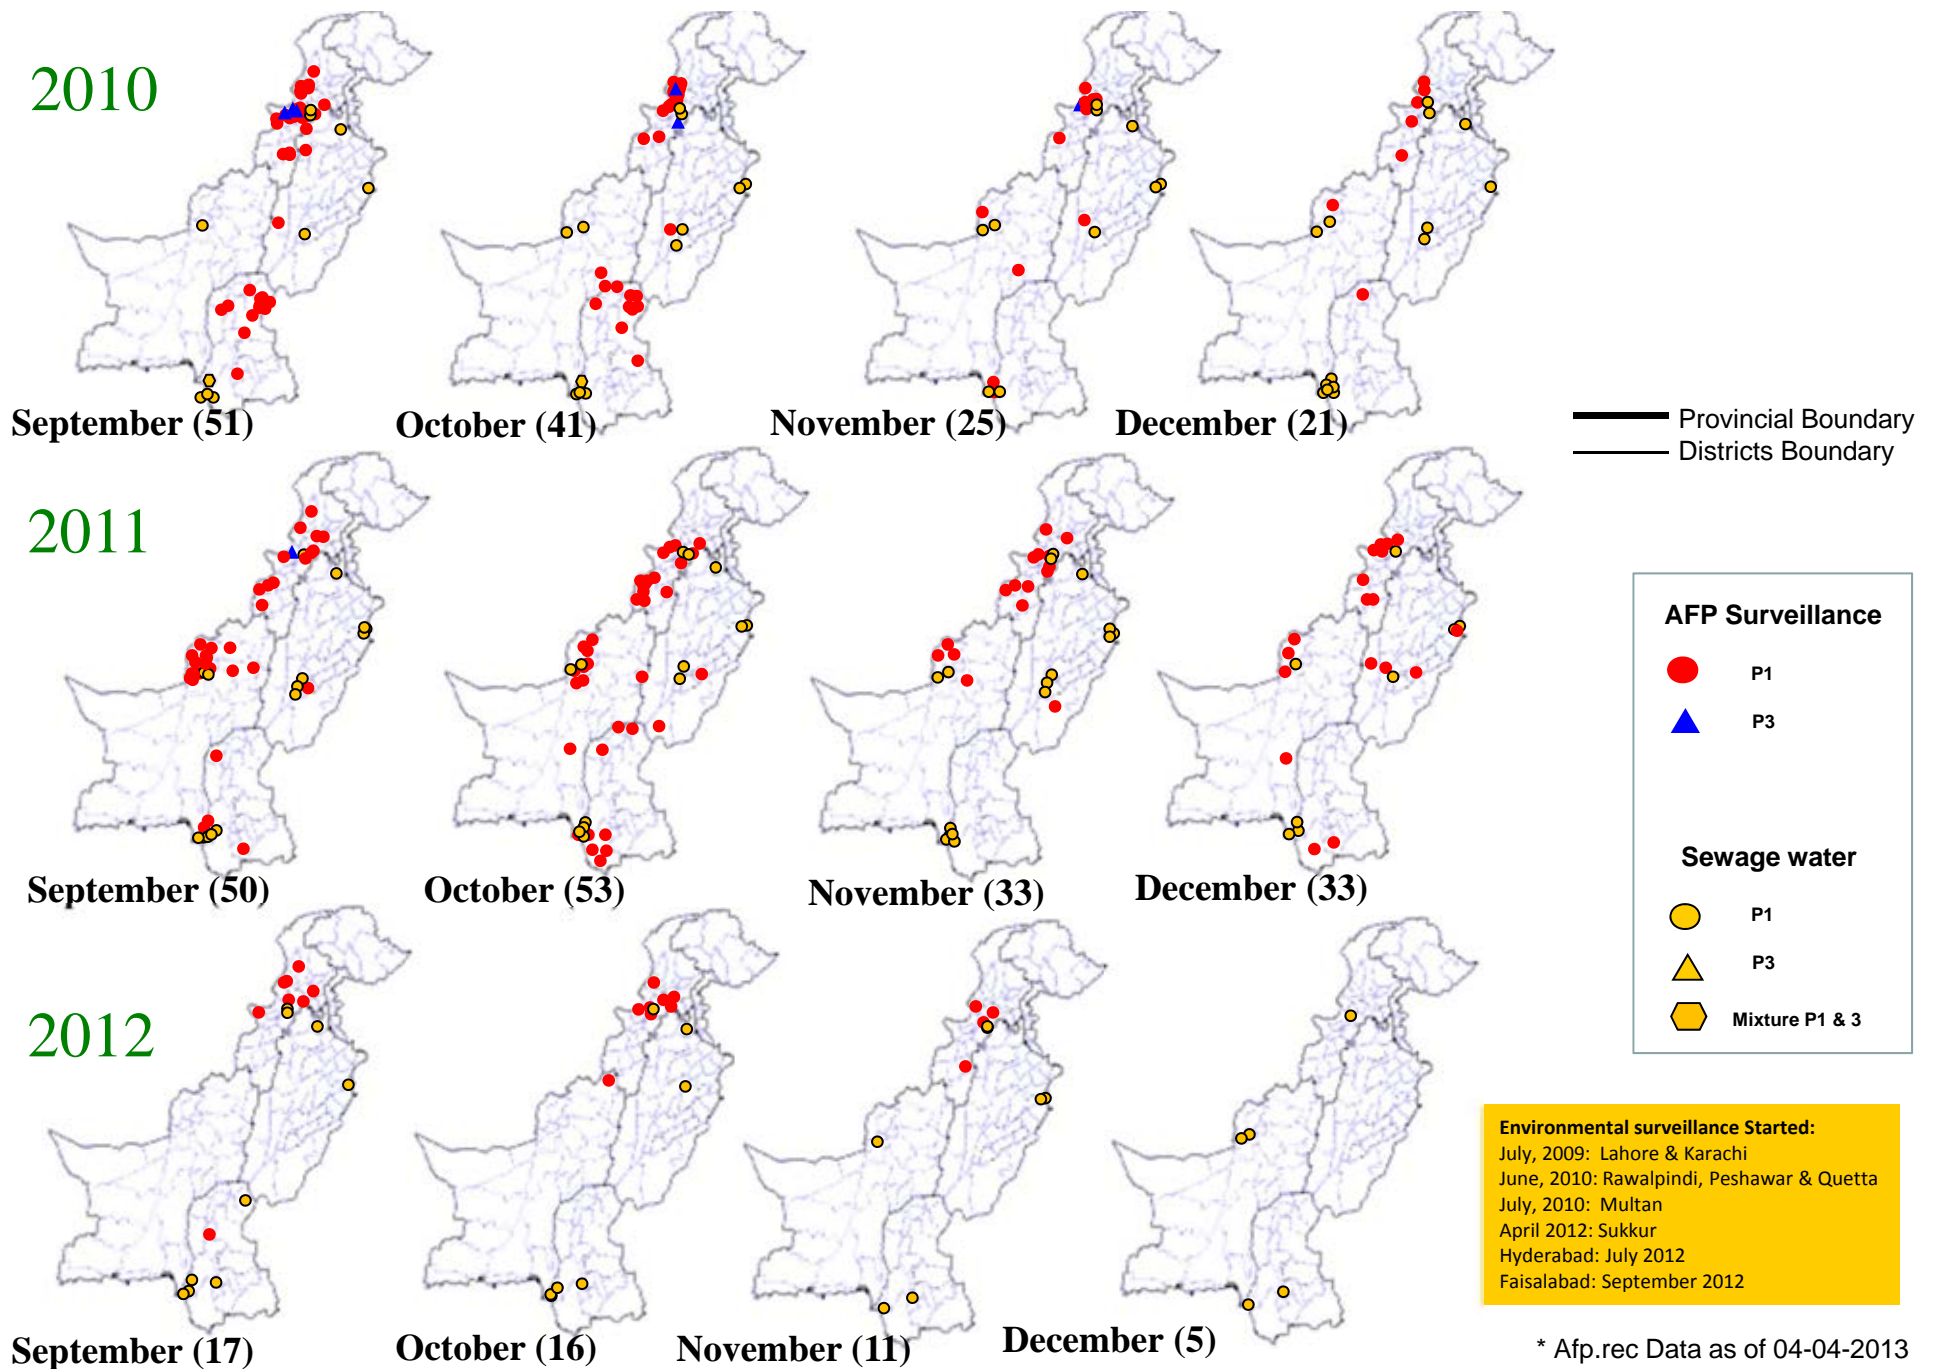 2010
September (51)
October (41)
November (25)
December (21)
Provincial Boundary
Districts Boundary
2011
September (50)
October (53)
November (33)
December (33)
AFP Surveillance
P1
P3
Sewage water
P1
P3
Mixture P1 & 3
2012
September (17)
October (16)
November (11)
December (5)
Environmental surveillance Started:
July, 2009: Lahore & Karachi
June, 2010: Rawalpindi, Peshawar & Quetta
July, 2010: Multan
April 2012: Sukkur
Hyderabad: July 2012
Faisalabad: September 2012
* Afp.rec Data as of 04-04-2013